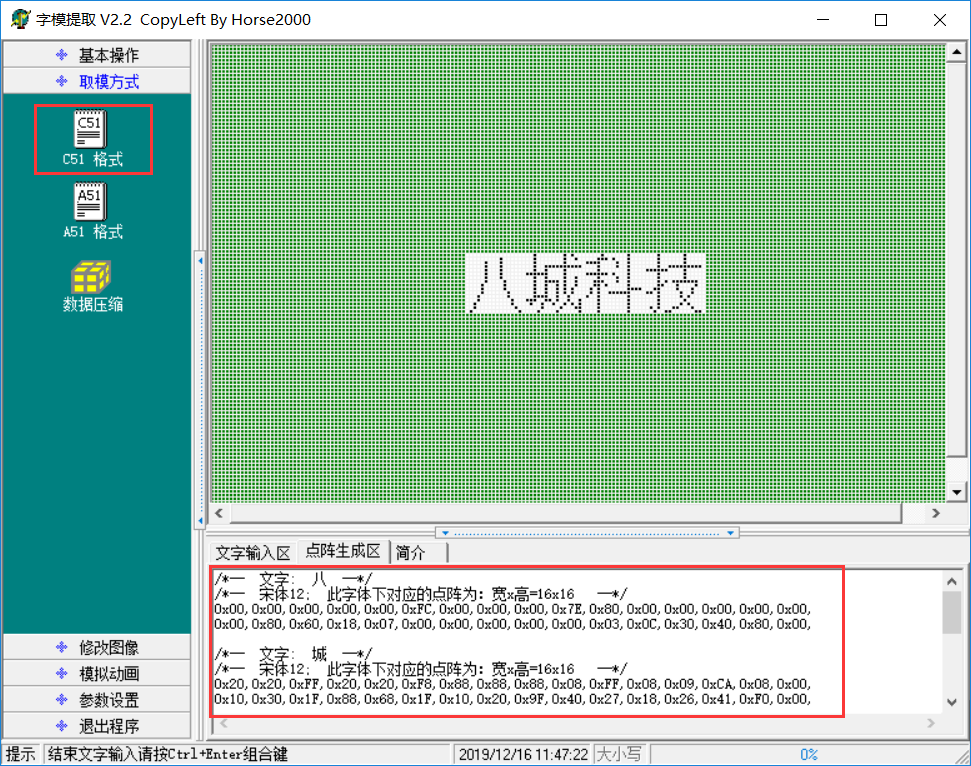 字模提取 V2.2 CopyLeft By Horse2000
基本操作
取模方式
C51
C51 格式
A51
A51 格式
数据压缩
修改图像
模拟动画
参数设置
退出程序
八城科技
文字输入区 点阵生成区 简介
/*-- 文字: 八 --*/
/*-- 宋体12; 此字体下对应的点阵为：宽x高=16x16 --*/
0x00,0x00,0x00,0x00,0x00,0xFC,0x00,0x00,0x00,0x7E,0x80,0x00,0x00,0x00,0x00,0x00,
0x00,0x80,0x60,0x18,0x07,0x00,0x00,0x00,0x00,0x00,0x03,0x0C,0x30,0x40,0x80,0x00,
/*-- 文字: 城 --*/
/*-- 宋体12; 此字体下对应的点阵为：宽x高=16x16 --*/
0x20,0x20,0xFF,0x20,0x20,0xF8,0x88,0x88,0x88,0x08,0xFF,0x08,0x09,0xCA,0x08,0x00,
0x10,0x30,0x1F,0x88,0x68,0x1F,0x10,0x20,0x9F,0x40,0x27,0x18,0x26,0x41,0xF0,0x00,
提示 结束文字输入请按Ctrl+Enter组合键 2019/12/16 11:47:22 大小写 0%